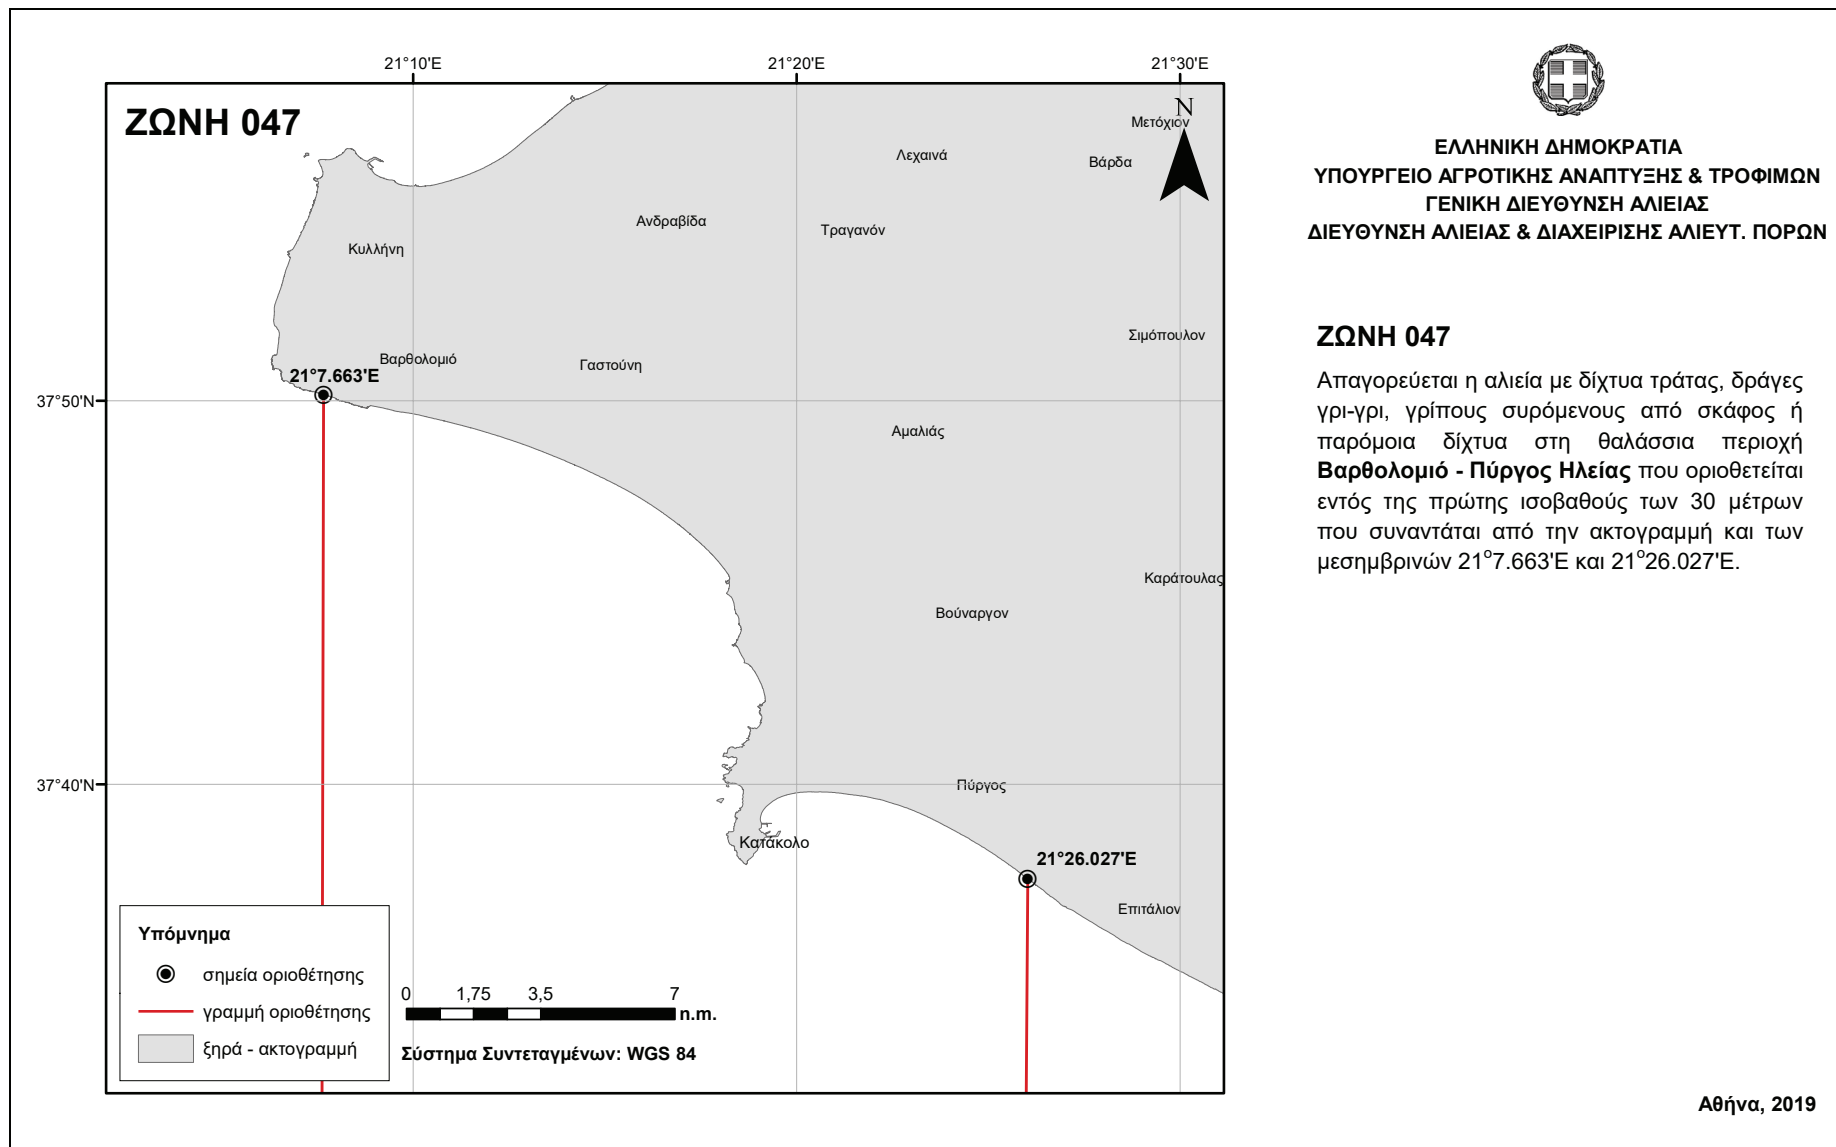 21°10'E
21°20'E
21°30'E
ΖΩΝΗ 047
N
Μετόχιον
Λεχαινά
Βάρδα
Ανδραβίδα
Τραγανόν
Κυλλήνη
Σιμόπουλον
Βαρθολομιό
Γαστούνη
21°7.663'E
37°50'N
Αμαλιάς
Καράτουλας
Βούναργον
37°40'N
Πύργος
Κατάκολο
21°26.027'E
Επιτάλιον
Υπόμνημα
σημεία οριοθέτησης
γραμμή οριοθέτησης
ξηρά - ακτογραμμή
0 1,75 3,5 7
n.m.
Σύστημα Συντεταγμένων: WGS 84
ΕΛΛΗΝΙΚΗ ΔΗΜΟΚΡΑΤΙΑ
ΥΠΟΥΡΓΕΙΟ ΑΓΡΟΤΙΚΗΣ ΑΝΑΠΤΥΞΗΣ & ΤΡΟΦΙΜΩΝ
ΓΕΝΙΚΗ ΔΙΕΥΘΥΝΣΗ ΑΛΙΕΙΑΣ
ΔΙΕΥΘΥΝΣΗ ΑΛΙΕΙΑΣ & ΔΙΑΧΕΙΡΙΣΗΣ ΑΛΙΕΥΤ. ΠΟΡΩΝ
ΖΩΝΗ 047
Απαγορεύεται η αλιεία με δίχτυα τράτας, δράγες
γρι-γρι, γρίπους συρόμενους από σκάφος ή
παρόμοια δίχτυα στη θαλάσσια περιοχή
Βαρθολομιό - Πύργος Ηλείας που οριοθετείται
εντός της πρώτης ισοβαθούς των 30 μέτρων
που συναντάται από την ακτογραμμή και των
μεσημβρινών 21°7.663'E και 21°26.027'E.
Αθήνα, 2019